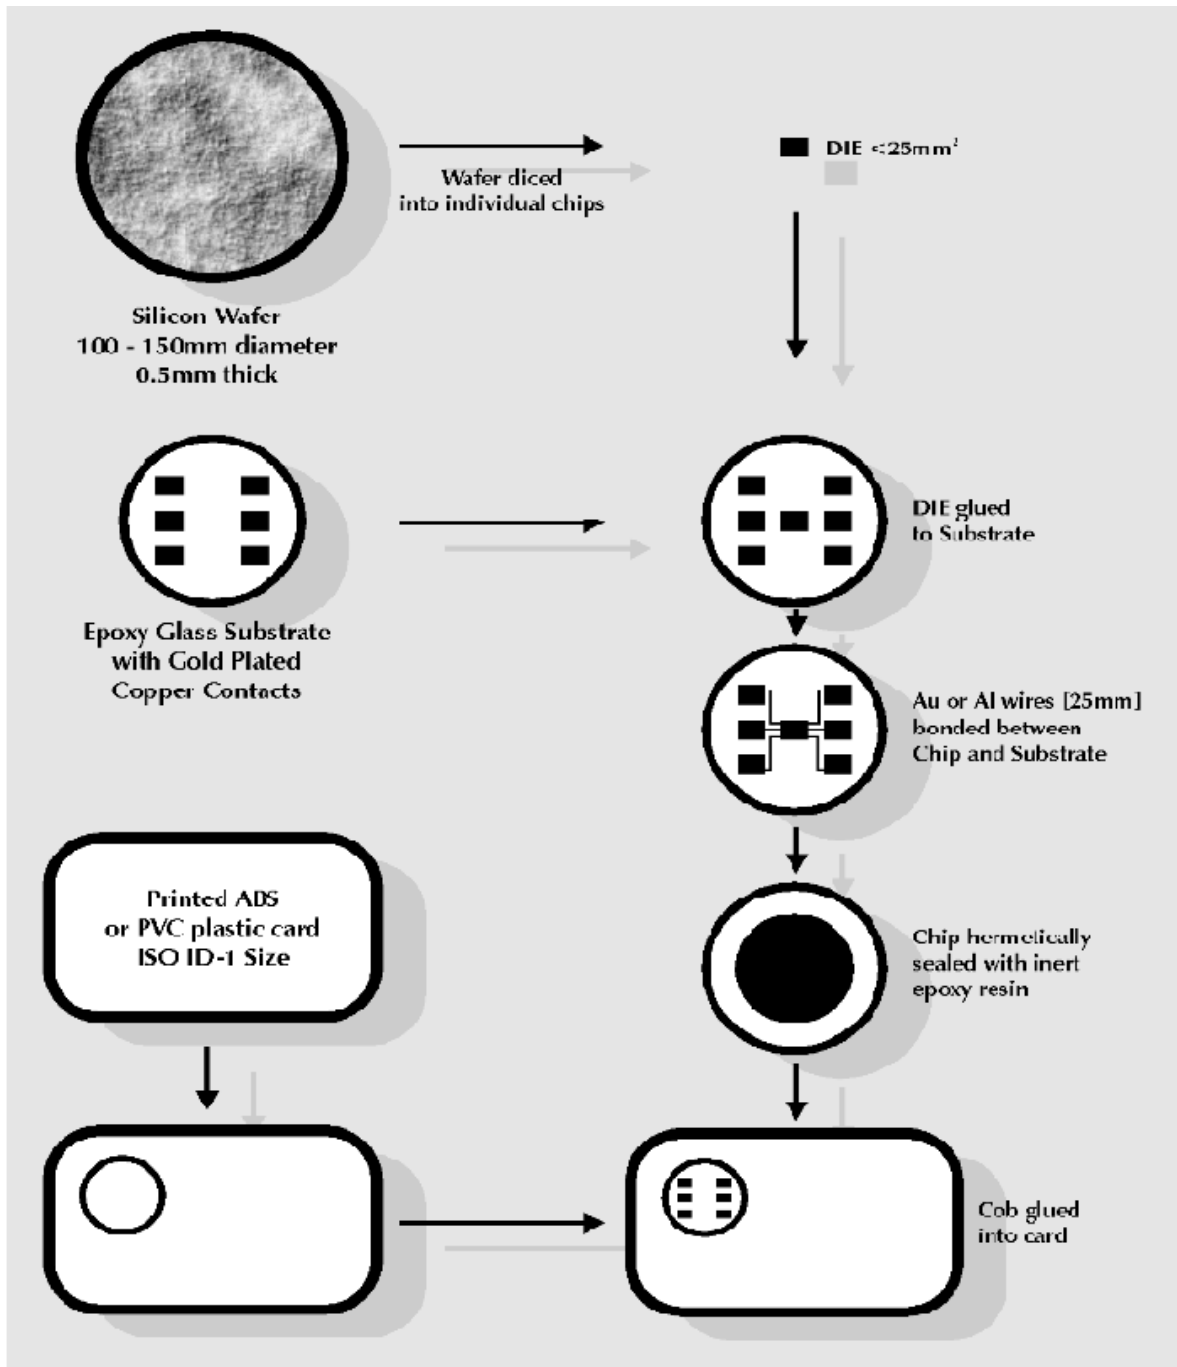 DIE <25mm²
Wafer diced
into individual chips
Silicon Wafer
100 - 150mm diameter
0.5mm thick
DIE glued
to Substrate
Epoxy Glass Substrate
with Gold Plated
Copper Contacts
Au or Al wires [25mm]
bonded between
Chip and Substrate
Printed ABS
or PVC plastic card
ISO ID-1 Size
Chip hermetically
sealed with inert
epoxy resin
Cob glued
into card